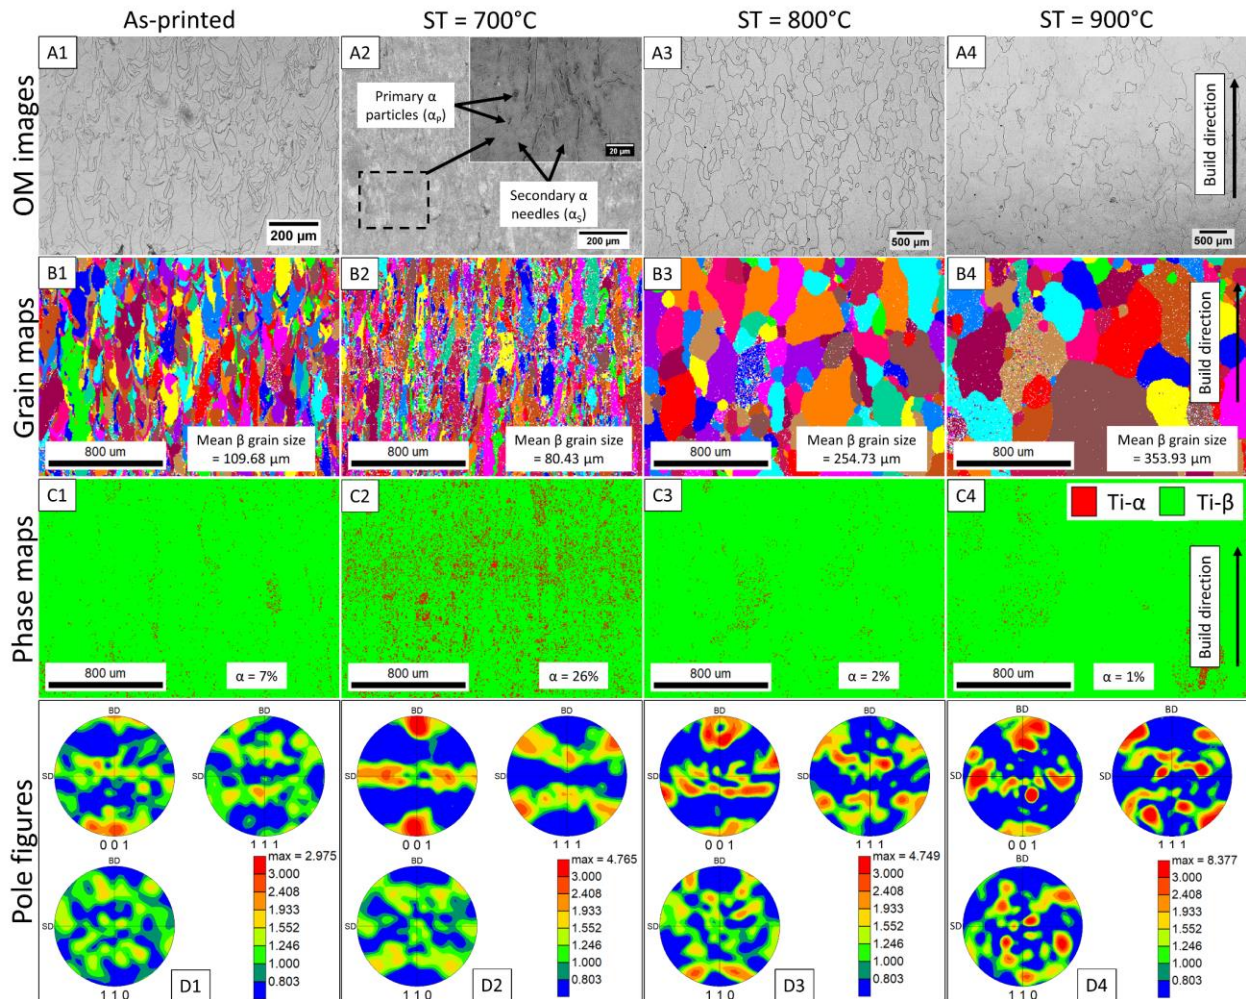 As-printed
ST = 700°C
ST = 800°C
ST = 900°C
OM images
A1
200 µm
A2
Primary α
particles (αP)
Secondary α
needles (αS)
20 µm
200 µm
A3
500 µm
A4
Build direction
500 µm
Grain maps
B1
800 um
Mean β grain size
= 109.68 µm
B2
800 um
Mean β grain size
= 80.43 µm
B3
800 um
Mean β grain size
= 254.73 µm
B4
Build direction
800 um
Mean β grain size
= 353.93 µm
Phase maps
C1
800 um
α = 7%
C2
800 um
α = 26%
C3
800 um
α = 2%
C4
Ti-α
Ti-β
Build direction
800 um
α = 1%
Pole figures
BD
SD
0 0 1
BD
SD
1 1 1
BD
SD
1 1 0
max = 2.975
3.000
2.408
1.933
1.552
1.246
1.000
0.803
D1
BD
SD
0 0 1
BD
SD
1 1 1
BD
SD
1 1 0
max = 4.765
3.000
2.408
1.933
1.552
1.246
1.000
0.803
D2
BD
SD
0 0 1
BD
SD
1 1 1
BD
SD
1 1 0
max = 4.749
3.000
2.408
1.933
1.552
1.246
1.000
0.803
D3
BD
SD
0 0 1
BD
SD
1 1 1
BD
SD
1 1 0
max = 8.377
3.000
2.408
1.933
1.552
1.246
1.000
0.803
D4